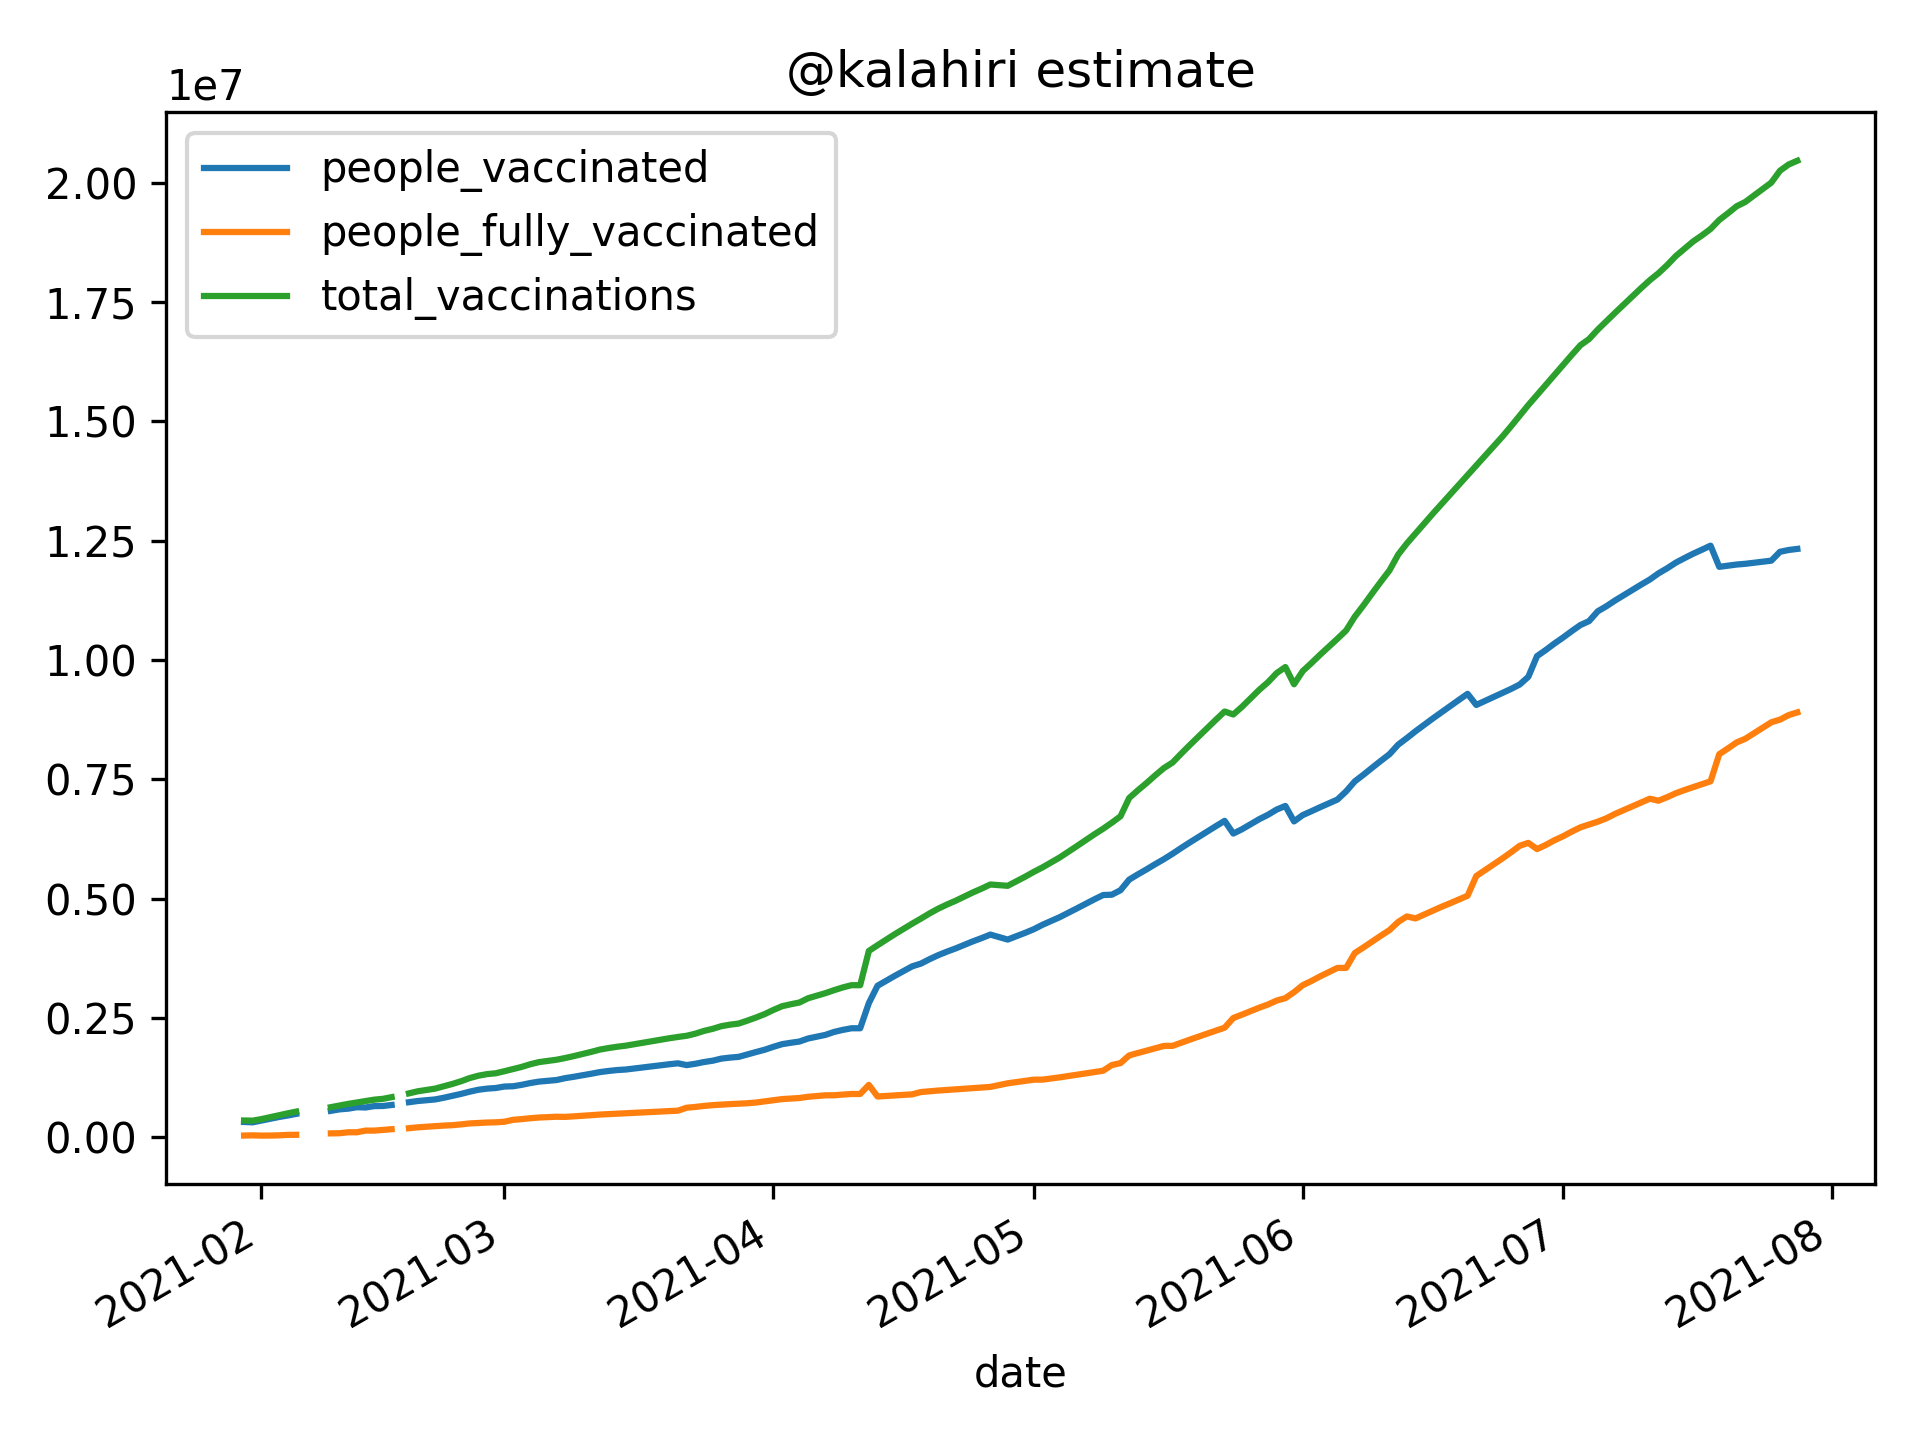 @kalahiri estimate
1e7
people_vaccinated
people_fully_vaccinated
total_vaccinations
2.00
1.75
1.50
1.25
1.00
0.75
0.50
0.25
0.00
2021-02
2021-03
2021-04
2021-05
2021-06
2021-07
2021-08
date